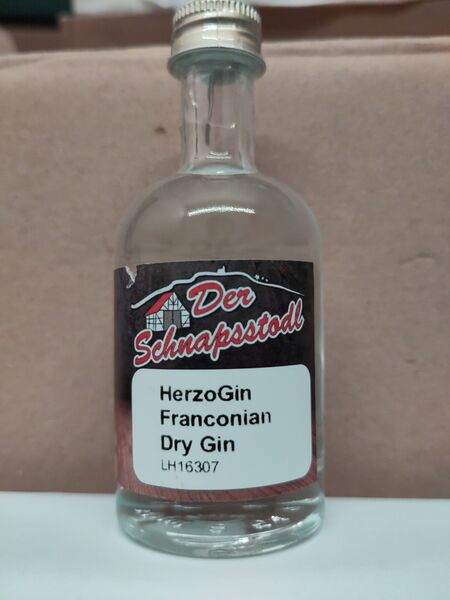 Der
Schnapsstodl
HerzoGin
Franconian
Dry Gin
LH16307